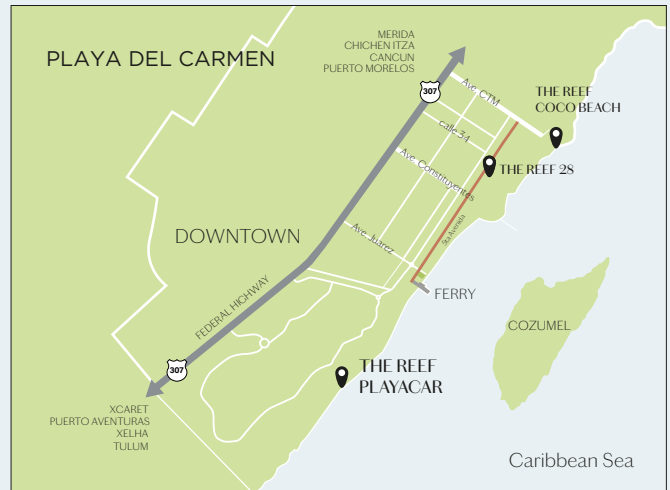 PLAYA DEL CARMEN
MERIDA
CHICHEN ITZA
CANCUN
PUERTO MORELOS
307
Ave. CTM
THE REEF
COCO BEACH
calle 34
THE REEF 28
Ave. Constituyentes
5ta Avenida
Ave. Juarez
DOWNTOWN
FEDERAL HIGHWAY
FERRY
COZUMEL
307
THE REEF
PLAYACAR
XCARET
PUERTO AVENTURAS
XELHA
TULUM
Caribbean Sea